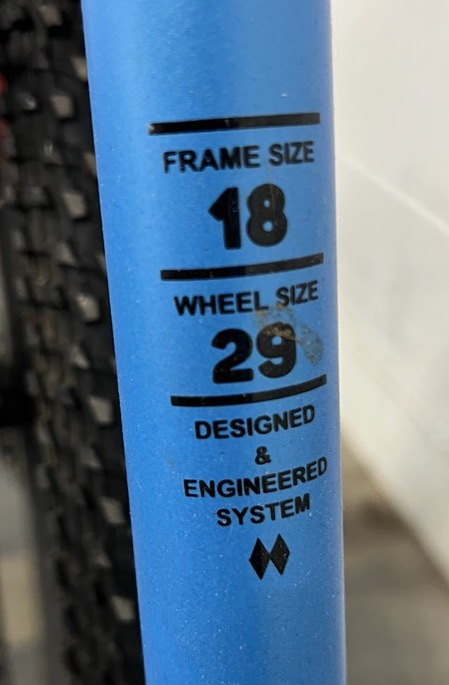 FRAME SIZE
18
WHEEL SIZE
29
DESIGNED
&
ENGINEERED
SYSTEM